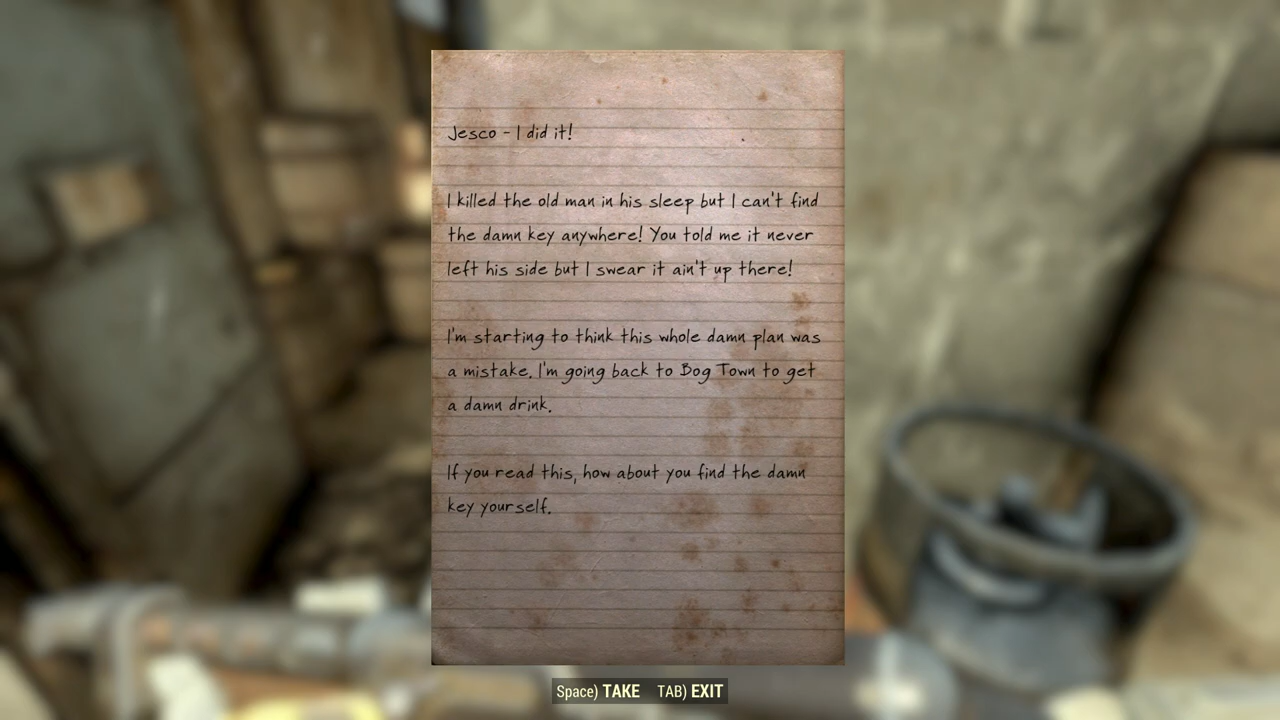 Jesco - I did it!
I killed the old man in his sleep but I can't find
the damn key anywhere! You told me it never
left his side but I swear it ain't up there!
I'm starting to think this whole damn plan was
a mistake. I'm going back to Bog Town to get
a damn drink.
If you read this, how about you find the damn
key yourself.
Space) TAKE TAB) EXIT